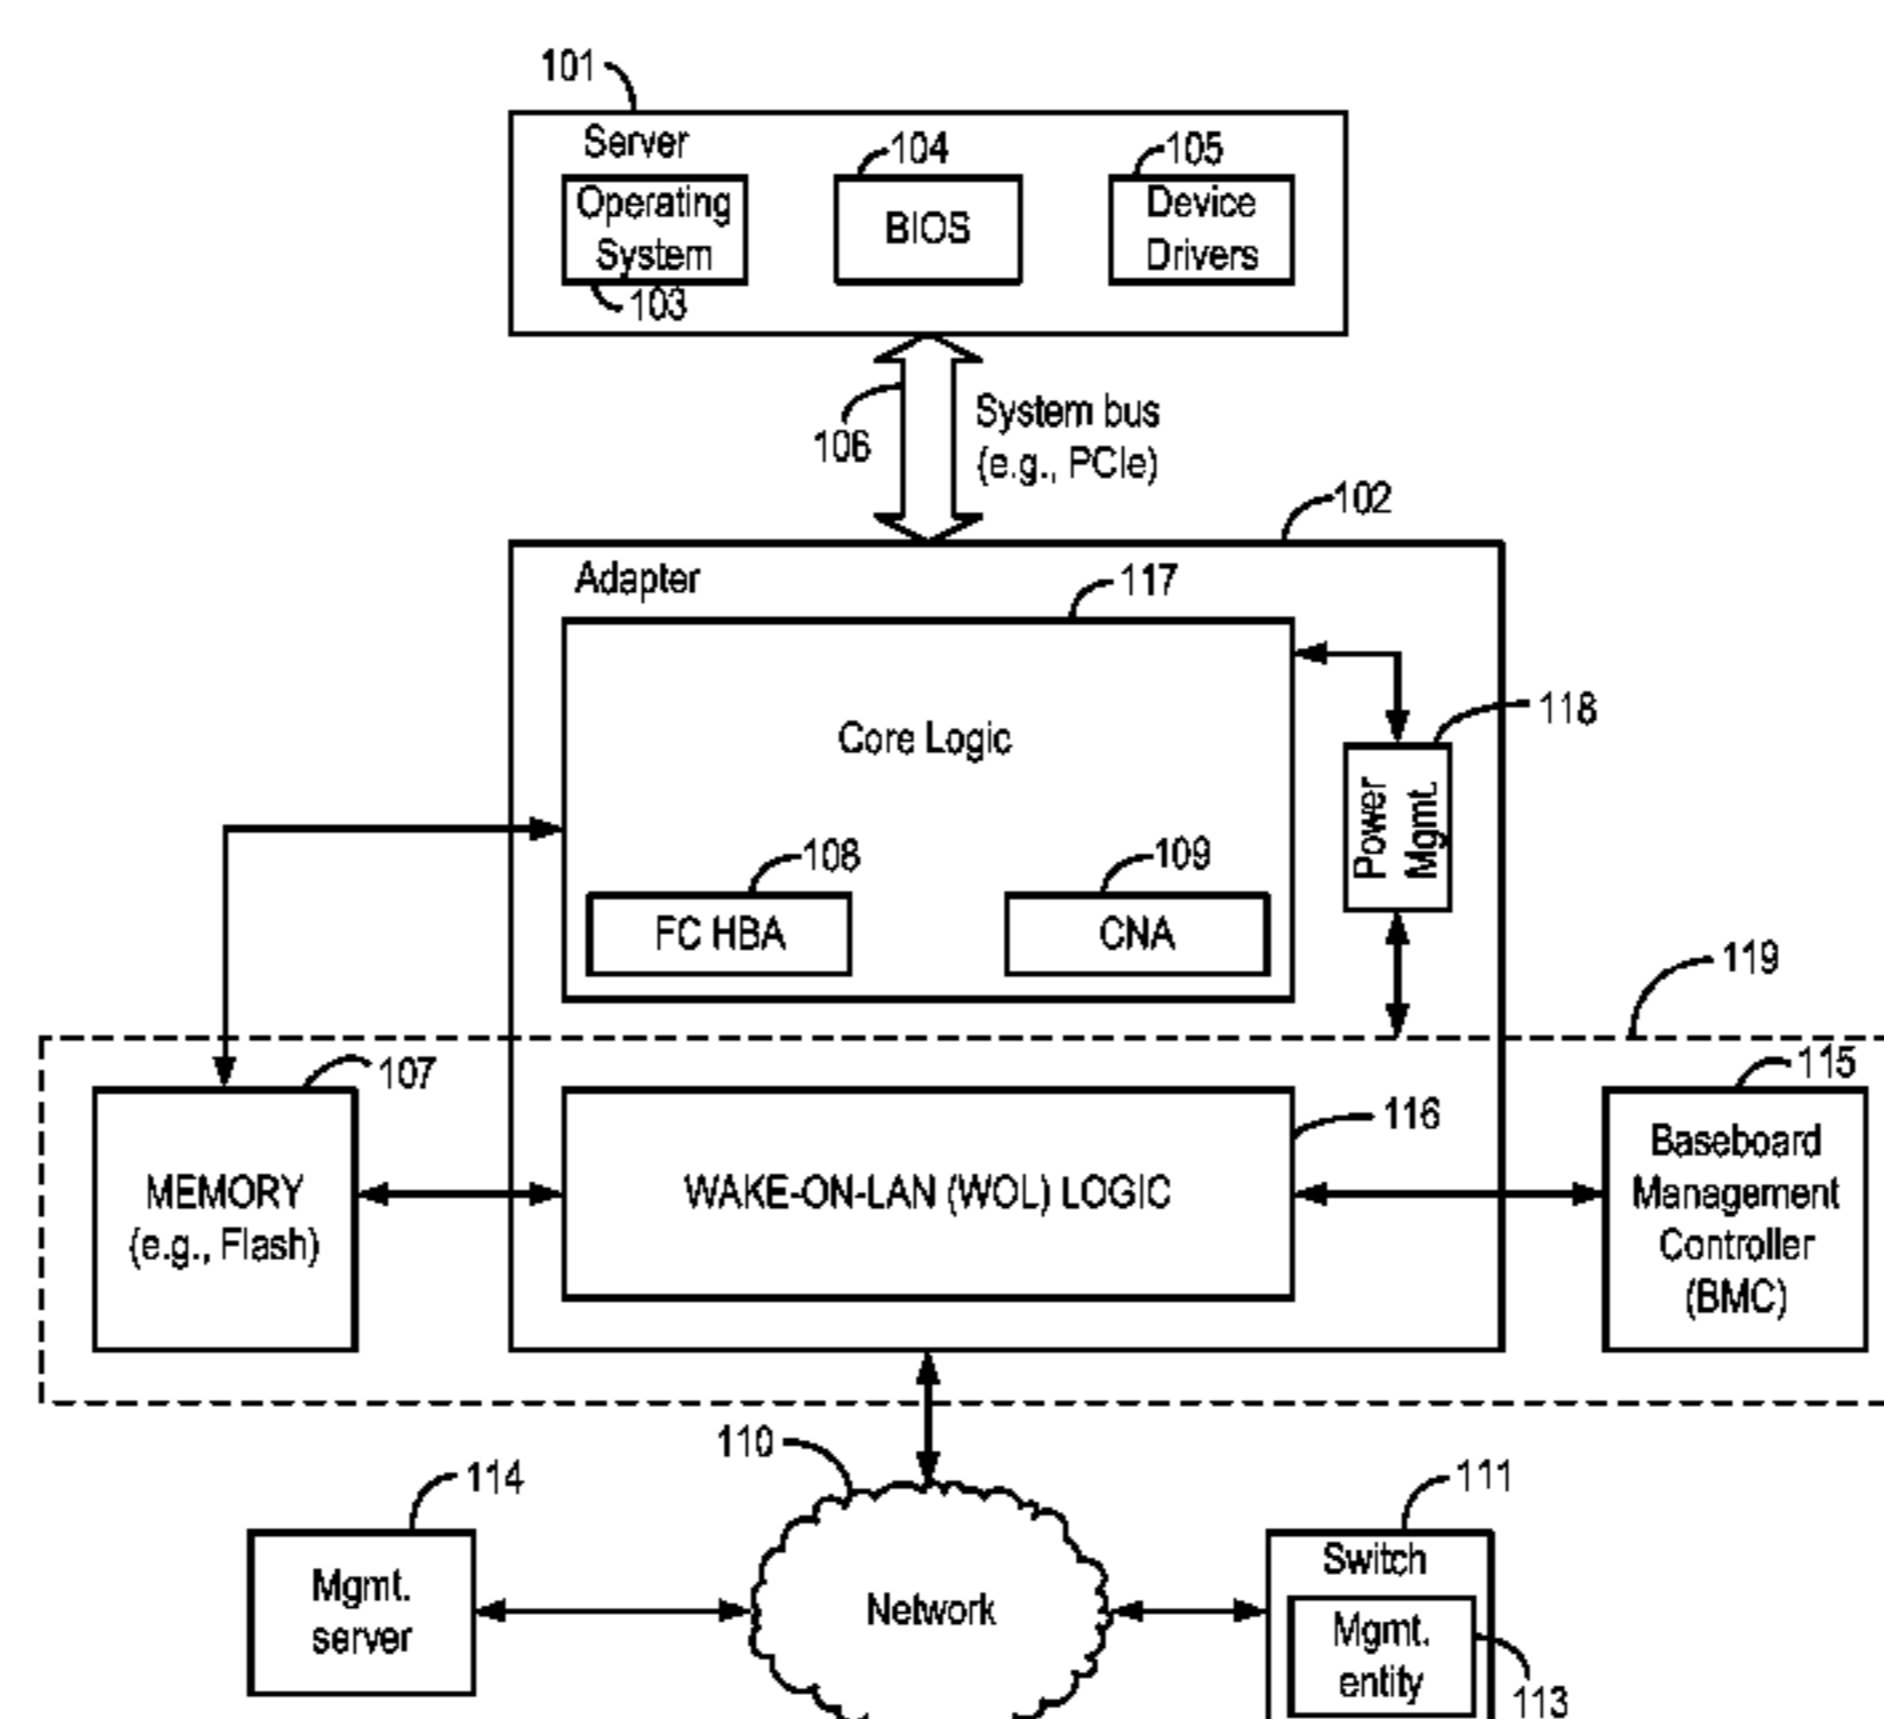 101
Server
104
105
Operating
System
BIOS
Device
Drivers
103
106
System bus
(e.g., PCIe)
102
Adapter
117
Core Logic
118
Power
Mgmt.
108
109
FC HBA
CNA
119
107
115
116
MEMORY
(e.g., Flash)
WAKE-ON-LAN (WOL) LOGIC
Baseboard
Management
Controller
(BMC)
110
114
111
Mgmt.
server
Network
Switch
Mgmt.
entity
113